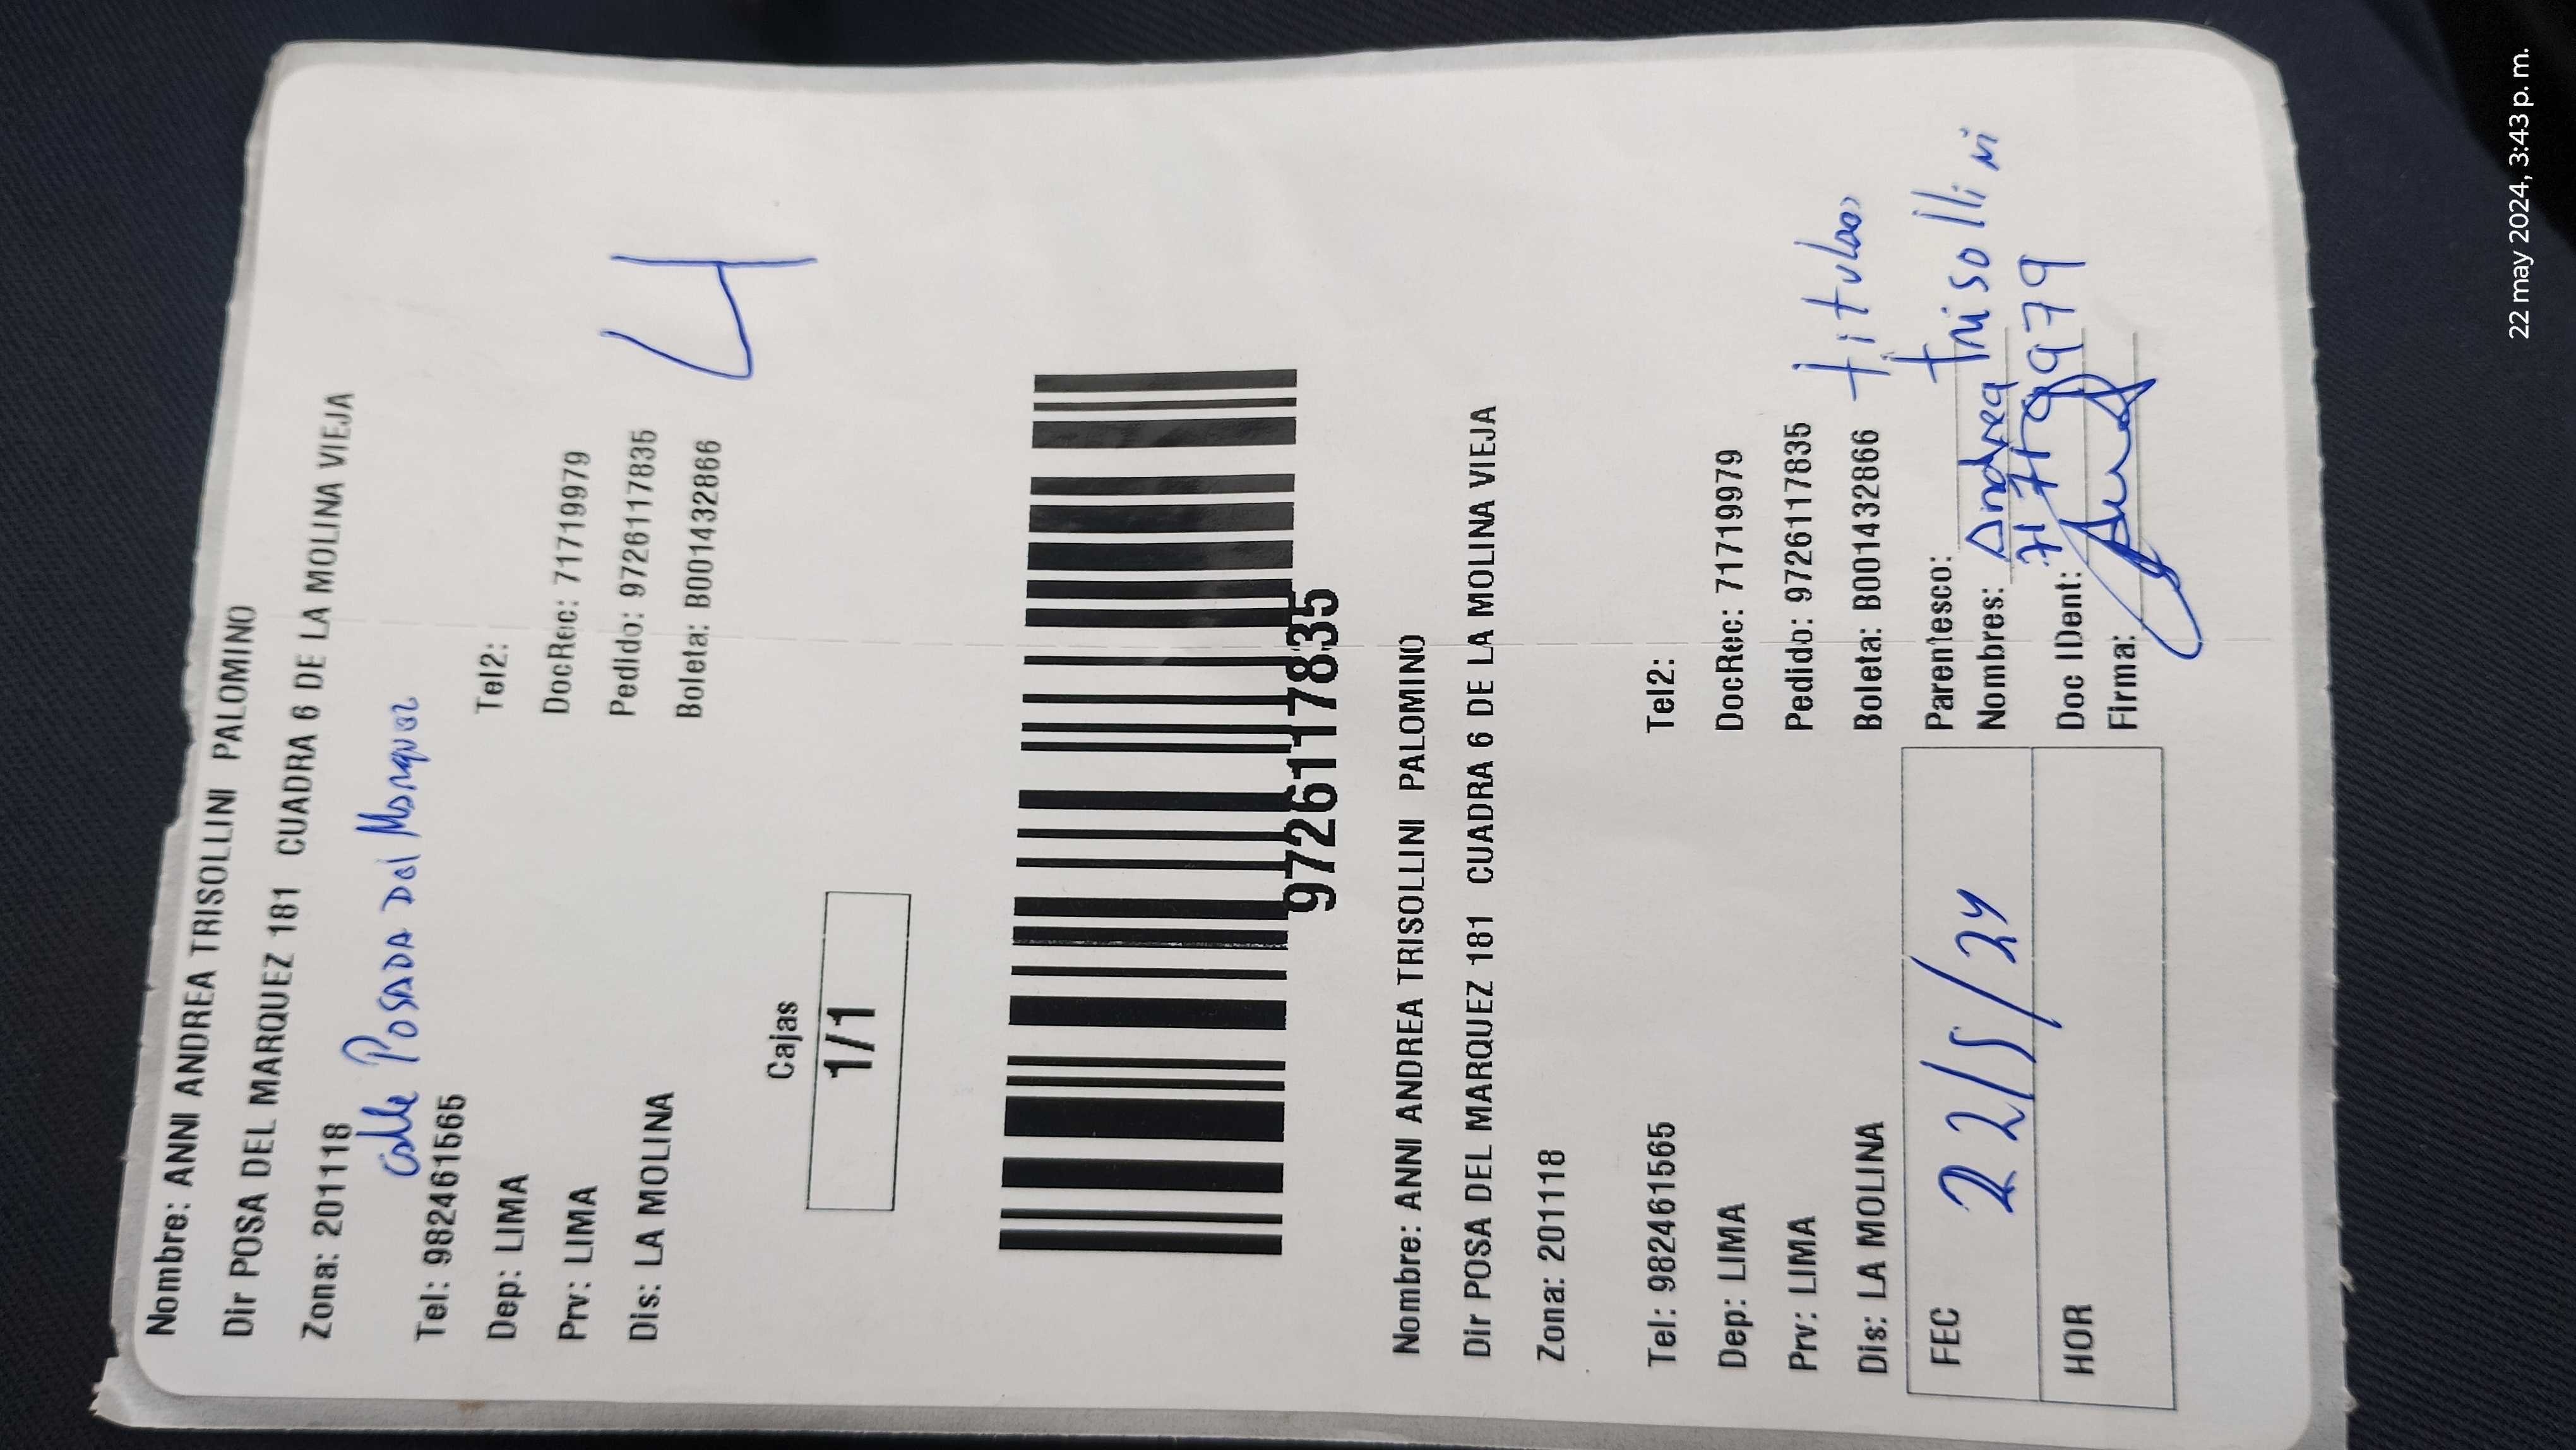 Nombre: ANNI ANDREA TRISOLLINI PALOMINO
Dir POSA DEL MARQUEZ 181 CUADRA 6 DE LA MOLINA VIEJA
Zona: 201118
Calle POSADA Del Marquez
Tel: 982461565 Tel2:
Dep: LIMA DocRec: 71719979
Prv: LIMA Pedido: 97261178​35
Dis: LA MOLINA Boleta: B001432866
4
Cajas
1/1
9726117835
Nombre: ANNI ANDREA TRISOLLINI PALOMINO
Dir POSA DEL MARQUEZ 181 CUADRA 6 DE LA MOLINA VIEJA
Zona: 201118
Tel: 982461565 Tel2:
Dep: LIMA DocRec: 71719979
Prv: LIMA Pedido: 9726117835
Dis: LA MOLINA Boleta: B001432866
titular
FEC 22/5/24 Parentesco:
Nombres: Andrea trisollini
HOR Doc IDent: 71719979
Firma:
22 may 2024, 3:43 p. m.